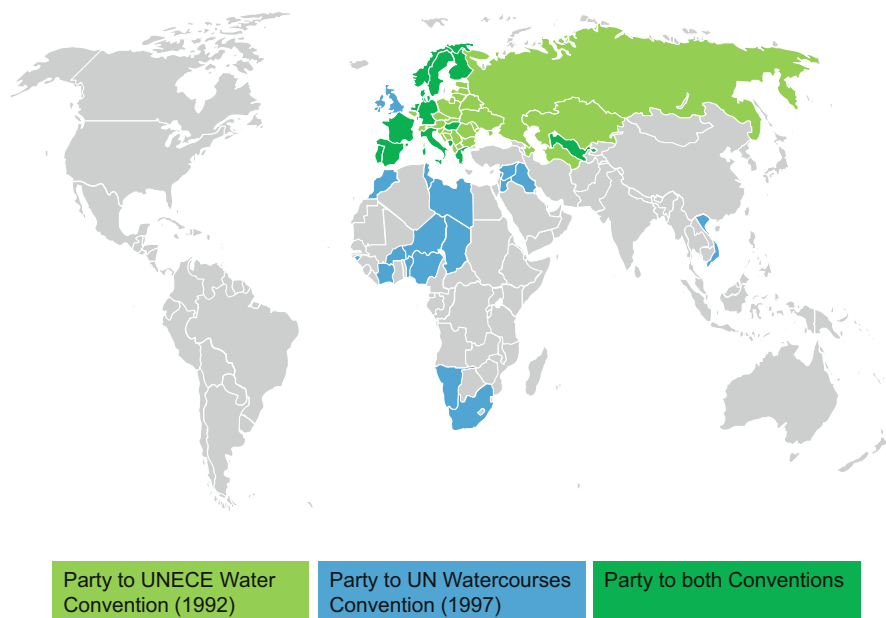 Party to UNECE Water
Convention (1992)
Party to UN Watercourses
Convention (1997)
Party to both Conventions